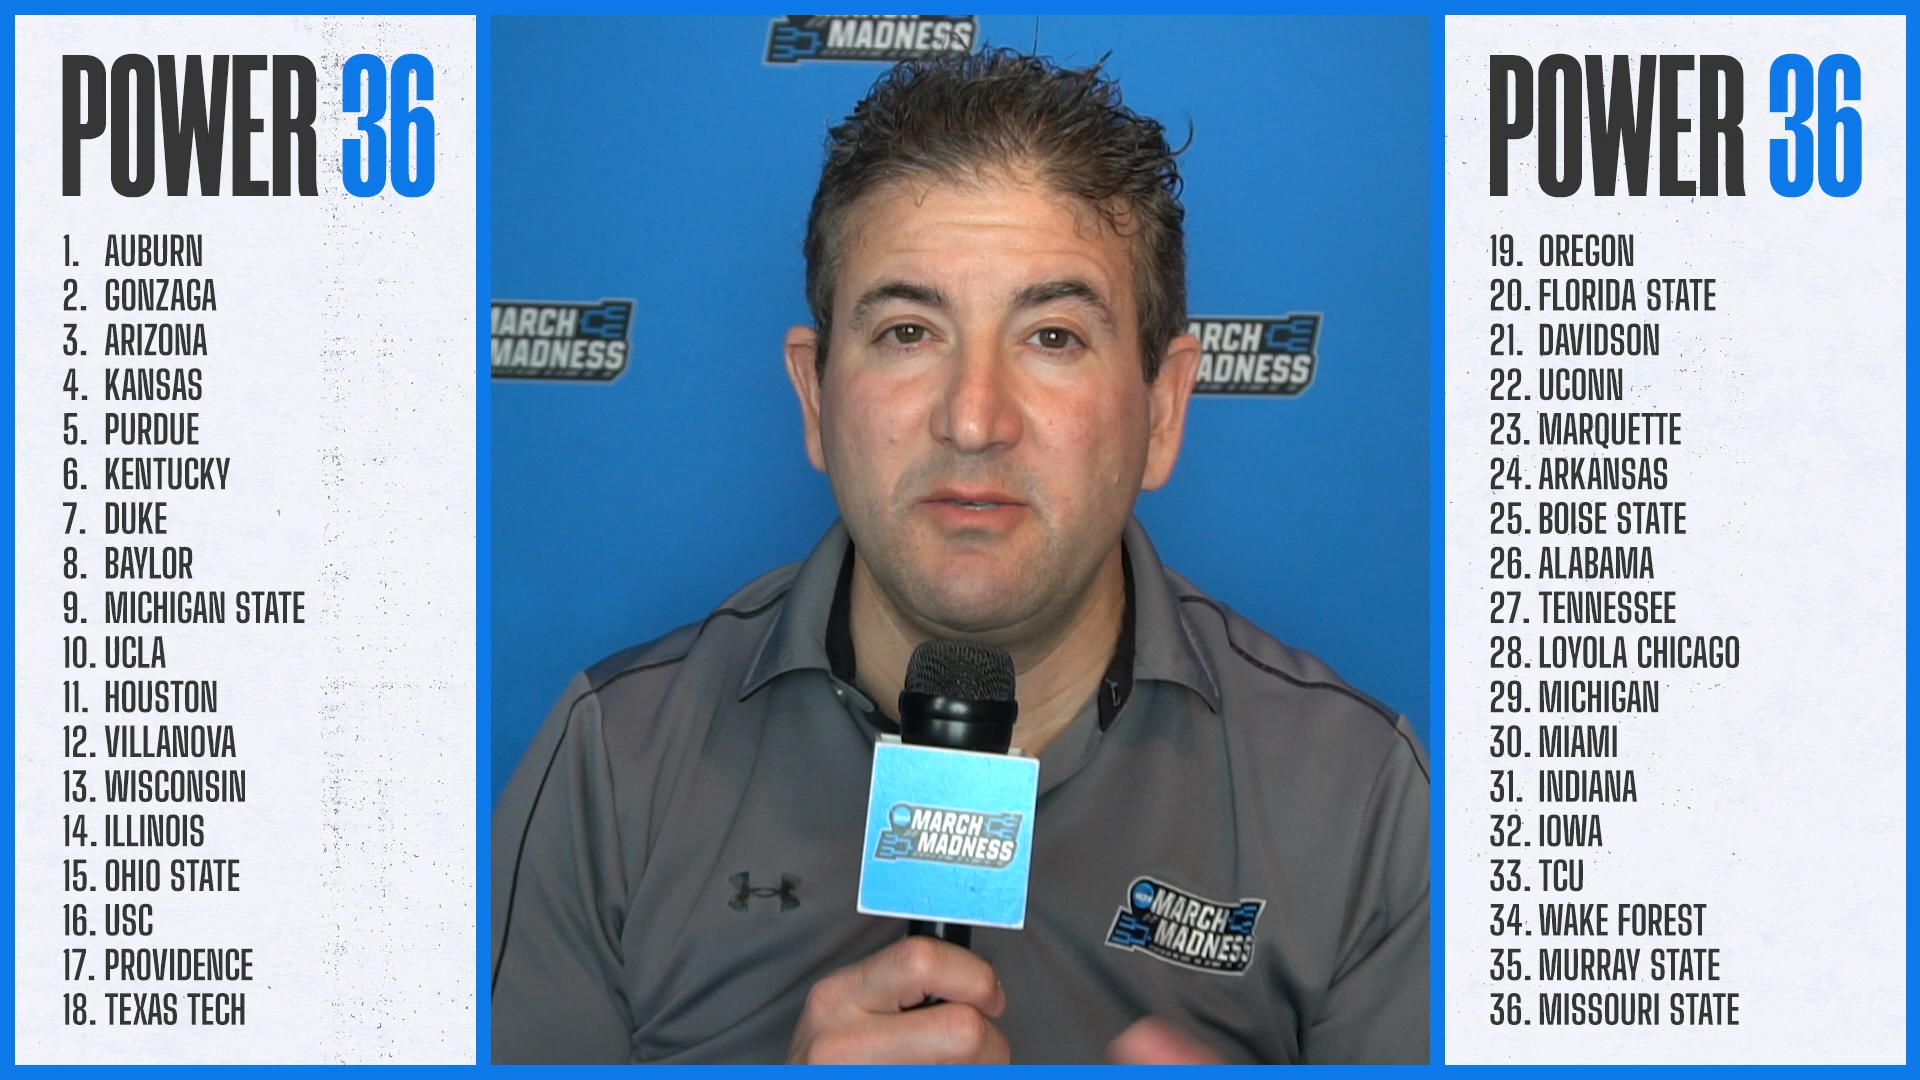 POWER 36
1. AUBURN
2. GONZAGA
3. ARIZONA
4. KANSAS
5. PURDUE
6. KENTUCKY
7. DUKE
8. BAYLOR
9. MICHIGAN STATE
10. UCLA
11. HOUSTON
12. VILLANOVA
13. WISCONSIN
14. ILLINOIS
15. OHIO STATE
16. USC
17. PROVIDENCE
18. TEXAS TECH
MADNESS
MARCH
MADNESS
MARCH
MADNESS
MARCH
MADNESS
MARCH
MADNESS
POWER 36
19. OREGON
20. FLORIDA STATE
21. DAVIDSON
22. UCONN
23. MARQUETTE
24. ARKANSAS
25. BOISE STATE
26. ALABAMA
27. TENNESSEE
28. LOYOLA CHICAGO
29. MICHIGAN
30. MIAMI
31. INDIANA
32. IOWA
33. TCU
34. WAKE FOREST
35. MURRAY STATE
36. MISSOURI STATE